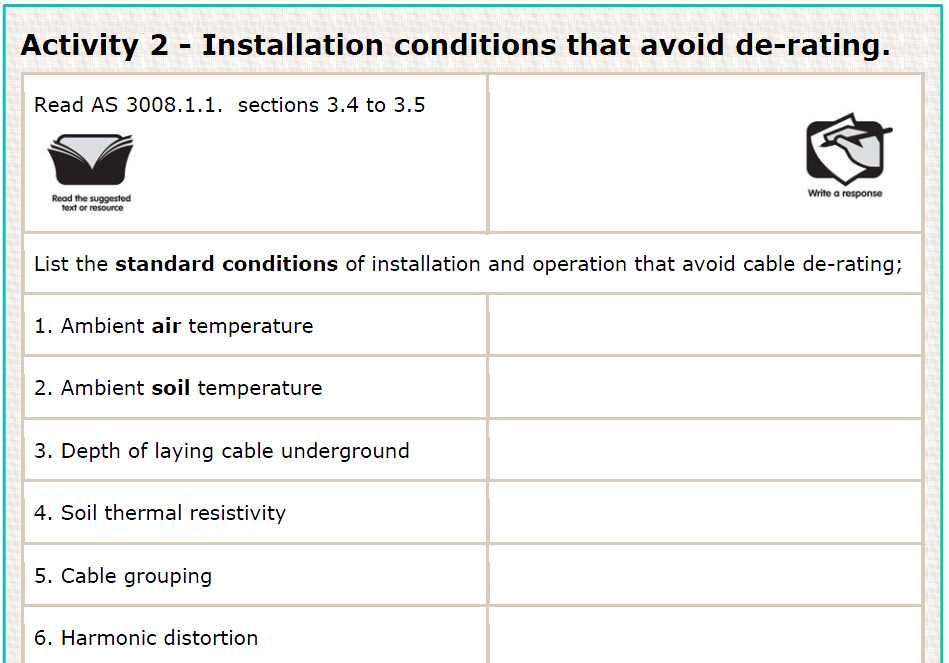 Activity 2 - Installation conditions that avoid de-rating.
Read AS 3008.1.1.  sections 3.4 to 3.5
Read the suggested
text or resource
Write a response
List the standard conditions of installation and operation that avoid cable de-rating;
1. Ambient air temperature
2. Ambient soil temperature
3. Depth of laying cable underground
4. Soil thermal resistivity
5. Cable grouping
6. Harmonic distortion